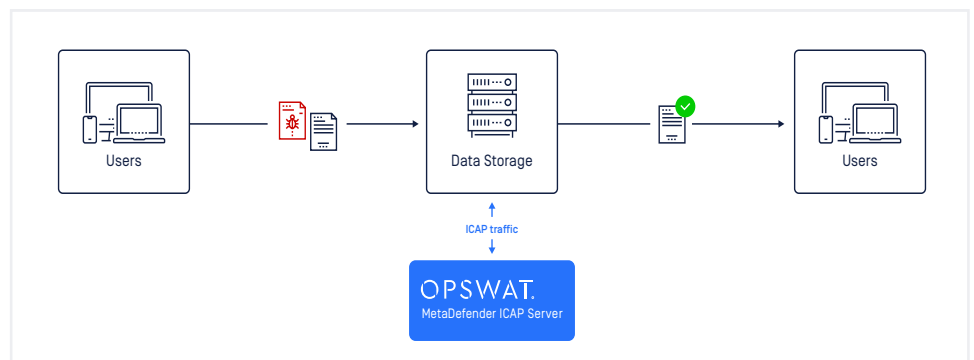 Users
Data Storage
Users
ICAP traffic
OPSWAT.
MetaDefender ICAP Server